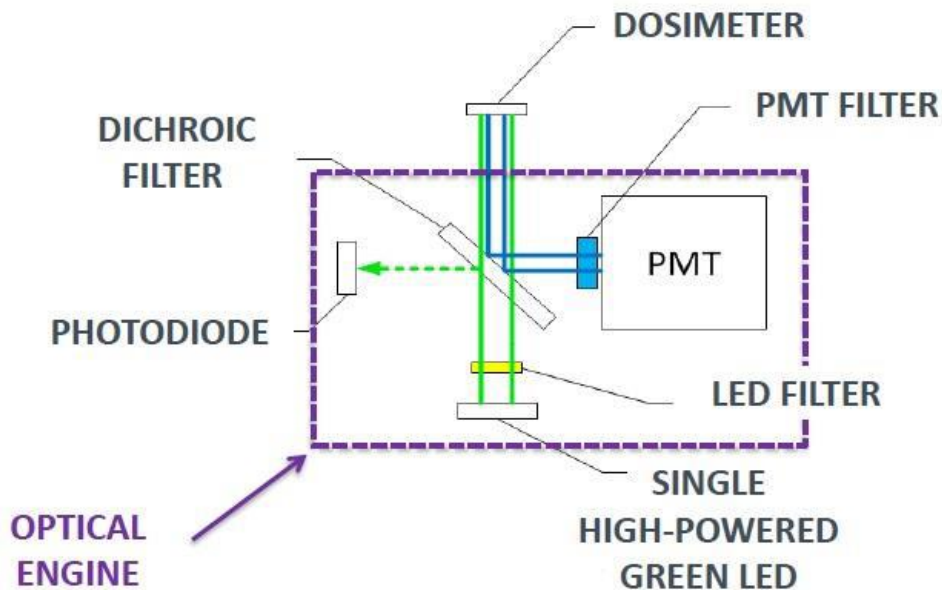 DOSIMETER
PMT FILTER
DICHROIC
FILTER
PMT
PHOTODIODE
LED FILTER
SINGLE
HIGH-POWERED
GREEN LED
OPTICAL
ENGINE